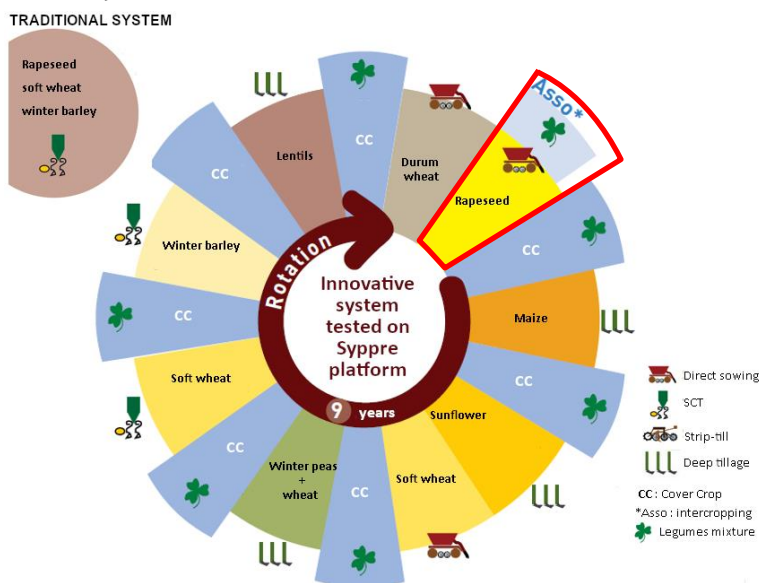 TRADITIONAL SYSTEM
Rapeseed
soft wheat
winter barley
CC
Lentils
CC
Durum
wheat
Asso*
Rapeseed
CC
Winter barley
Rotation
Innovative
system
tested on
Syppre
platform
9 years
CC
Maize
CC
Soft wheat
Sunflower
CC
Winter peas
+
wheat
CC
Soft wheat
Direct sowing
SCT
Strip-till
Deep tillage
CC : Cover Crop
*Asso : intercropping
Legumes mixture